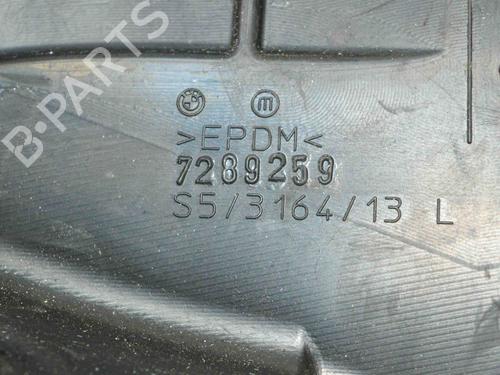 B-PARTS
>EPDM<
7289259
S5/3164/13 L